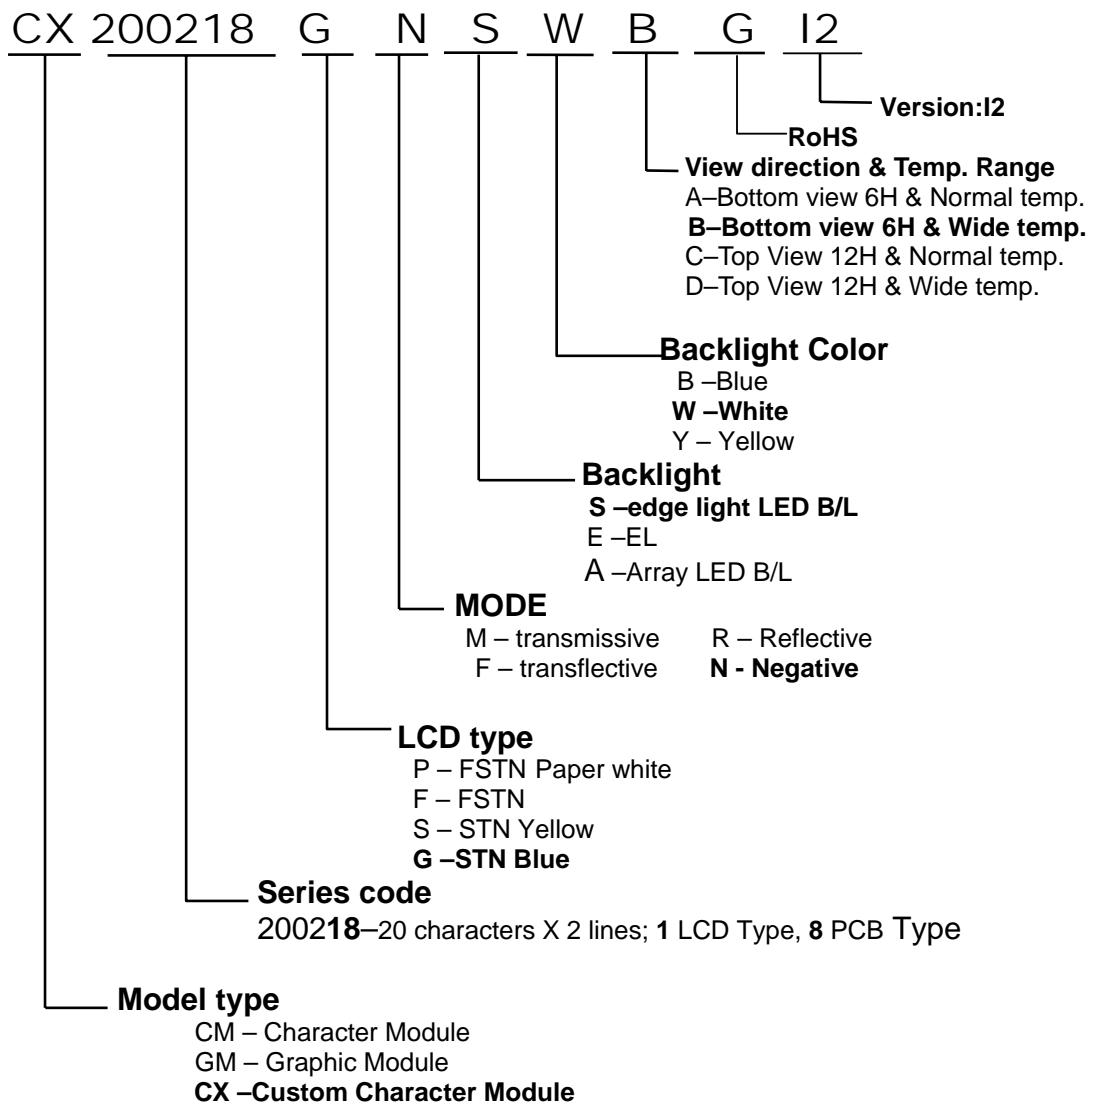 CX 200218 G N S W B G I2
Version:I2
RoHS
View direction & Temp. Range
A–Bottom view 6H & Normal temp.
B–Bottom view 6H & Wide temp.
C–Top View 12H & Normal temp.
D–Top View 12H & Wide temp.
Backlight Color
B –Blue
W –White
Y – Yellow
Backlight
S –edge light LED B/L
E –EL
A –Array LED B/L
MODE
M – transmissive R – Reflective
F – transflective N - Negative
LCD type
P – FSTN Paper white
F – FSTN
S – STN Yellow
G –STN Blue
Series code
200218–20 characters X 2 lines; 1 LCD Type, 8 PCB Type
Model type
CM – Character Module
GM – Graphic Module
CX –Custom Character Module